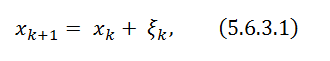 xₖ₊₁ = xₖ + ξₖ, (5.6.3.1)